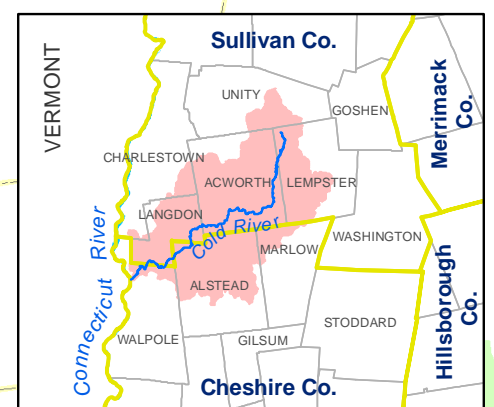 Sullivan Co.
VERMONT
UNITY
GOSHEN
Merrimack
Co.
CHARLESTOWN
ACWORTH
LEMPSTER
LANGDON
Cold River
WASHINGTON
MARLOW
Connecticut River
ALSTEAD
Hillsborough
Co.
STODDARD
WALPOLE
GILSUM
Cheshire Co.